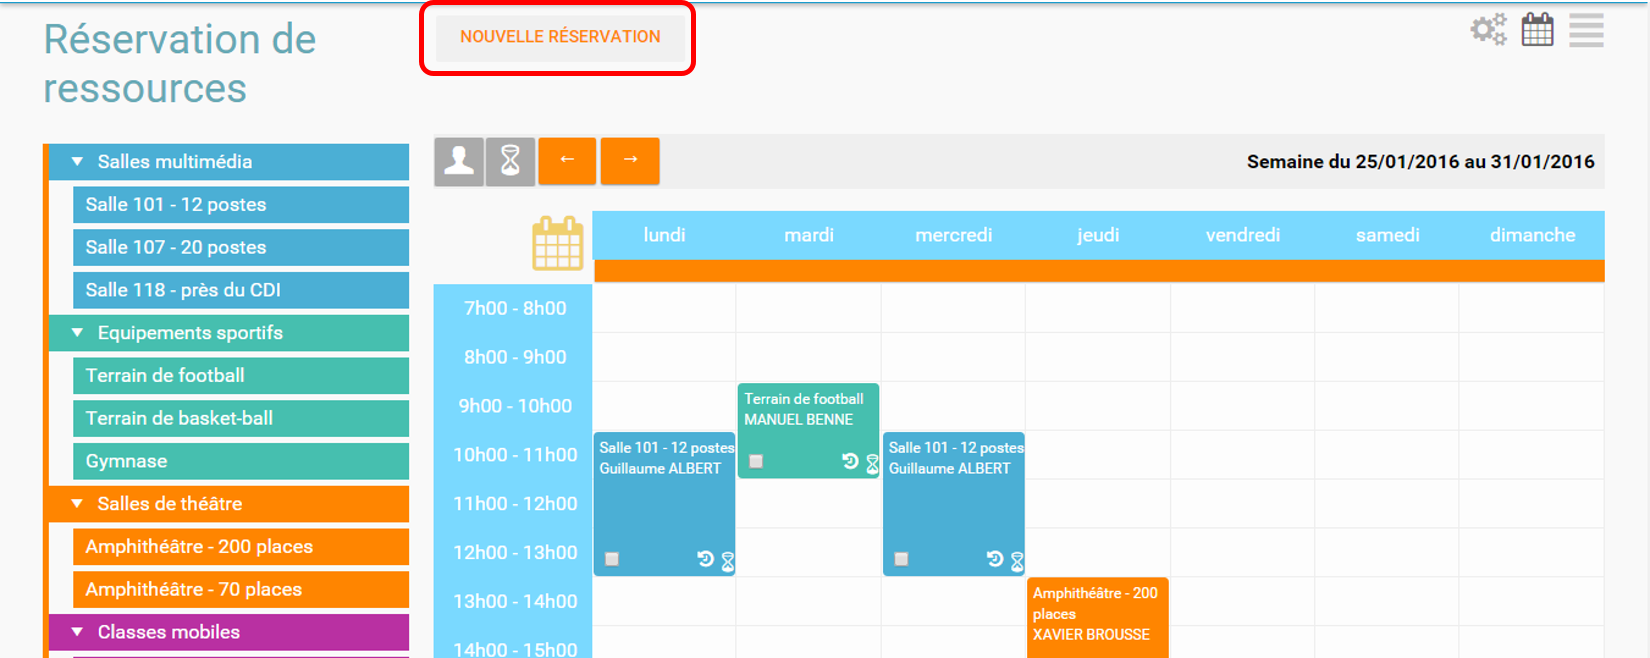 Réservation de
ressources
NOUVELLE RÉSERVATION
Salles multimédia
Salle 101 - 12 postes
Salle 107 - 20 postes
Salle 118 - près du CDI
Equipements sportifs
Terrain de football
Terrain de basket-ball
Gymnase
Salles de théâtre
Amphithéâtre - 200 places
Amphithéâtre - 70 places
Classes mobiles
← →
Semaine du 25/01/2016 au 31/01/2016
lundi mardi mercredi jeudi vendredi samedi dimanche
7h00 - 8h00
8h00 - 9h00
9h00 - 10h00
10h00 - 11h00
11h00 - 12h00
12h00 - 13h00
13h00 - 14h00
14h00 - 15h00
Salle 101 - 12 postes
Guillaume ALBERT
Terrain de football
MANUEL BENNE
Salle 101 - 12 postes
Guillaume ALBERT
Amphithéâtre - 200
places
XAVIER BROUSSE